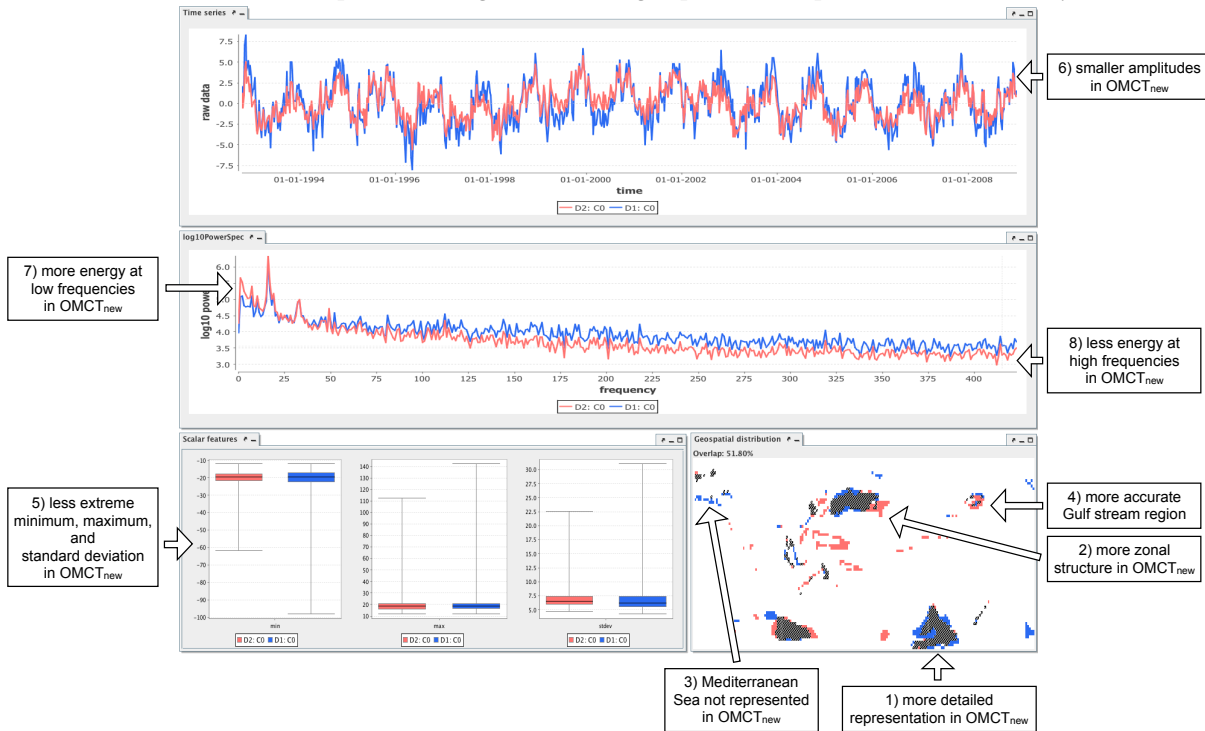 Time series
7.5
5.0
2.5
0.0
-2.5
-5.0
-7.5
raw data
01-01-1994 01-01-1996 01-01-1998 01-01-2000 01-01-2002 01-01-2004 01-01-2006 01-01-2008
time
D2: C0 D1: C0
6) smaller amplitudes
in OMCTnew
log10PowerSpec
6.0
4.5
4.0
3.5
3.0
0 25 50 75 100 125 150 175 200 225 250 275 300 325 350 375 400
frequency
D2: C0 D1: C0
7) more energy at
low frequencies
in OMCTnew
8) less energy at
high frequencies
in OMCTnew
Scalar features
-10
-20
-30
-40
-50
-60
-70
-80
-90
-100
min
D2: C0 D1: C0
140
130
120
110
100
90
80
70
60
50
40
30
20
10
max
D2: C0 D1: C0
30.0
27.5
25.0
22.5
20.0
17.5
15.0
12.5
10.0
7.5
5.0
stdev
D2: C0 D1: C0
5) less extreme
minimum, maximum,
and
standard deviation
in OMCTnew
Geospatial distribution
Overlap: 51.80%
4) more accurate
Gulf stream region
2) more zonal
structure in OMCTnew
3) Mediterranean
Sea not represented
in OMCTnew
1) more detailed
representation in OMCTnew